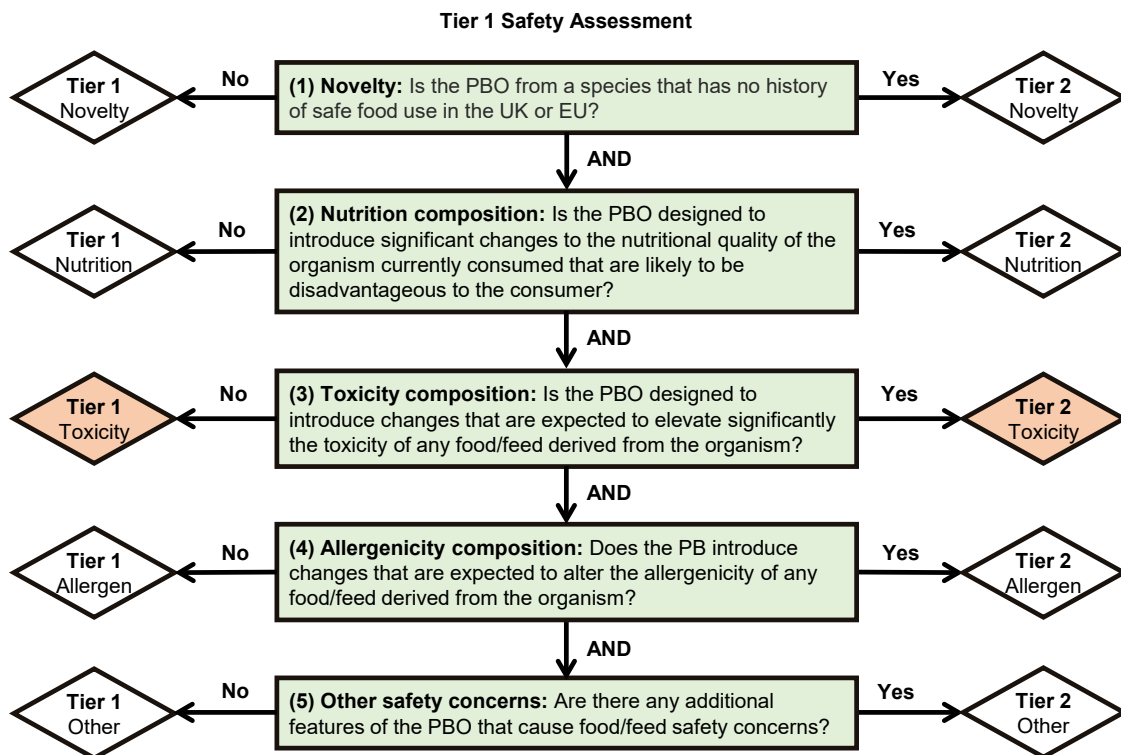 Tier 1 Safety Assessment
Tier 1
Novelty
No
(1) Novelty: Is the PBO from a species that has no history
of safe food use in the UK or EU?
Yes
Tier 2
Novelty
AND
Tier 1
Nutrition
No
(2) Nutrition composition: Is the PBO designed to
introduce significant changes to the nutritional quality of the
organism currently consumed that are likely to be
disadvantageous to the consumer?
Yes
Tier 2
Nutrition
AND
Tier 1
Toxicity
No
(3) Toxicity composition: Is the PBO designed to
introduce changes that are expected to elevate significantly
the toxicity of any food/feed derived from the organism?
Yes
Tier 2
Toxicity
AND
Tier 1
Allergen
No
(4) Allergenicity composition: Does the PB introduce
changes that are expected to alter the allergenicity of any
food/feed derived from the organism?
Yes
Tier 2
Allergen
AND
Tier 1
Other
No
(5) Other safety concerns: Are there any additional
features of the PBO that cause food/feed safety concerns?
Yes
Tier 2
Other